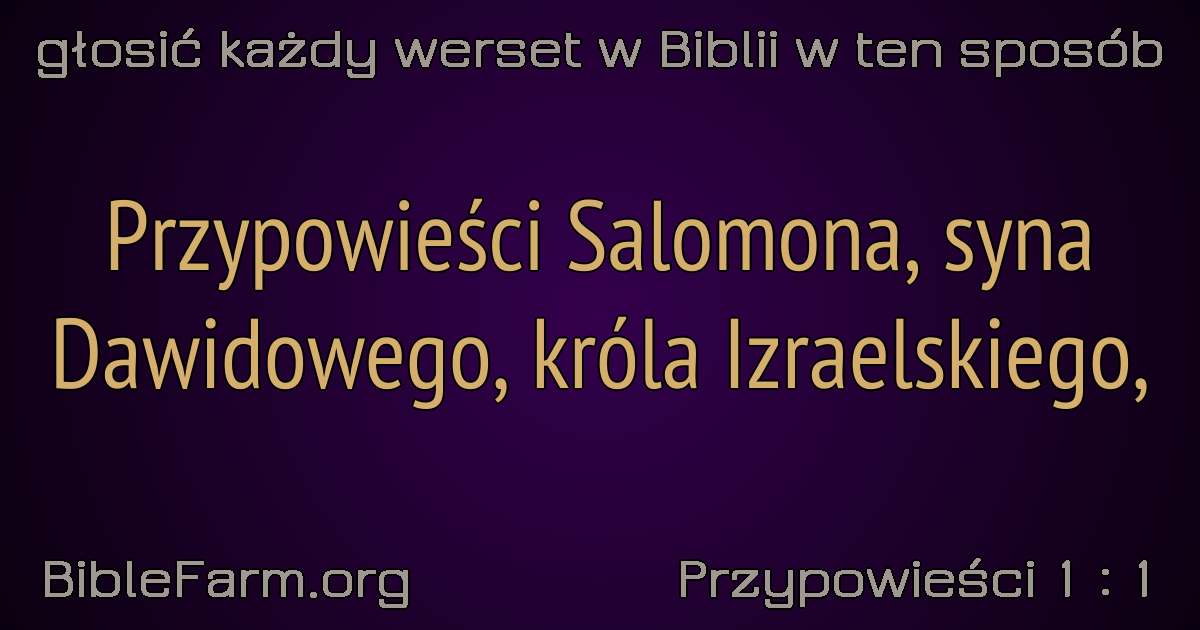 głosić każdy werset w Biblii w ten sposób
Przypowieści Salomona, syna
Dawidowego, króla Izraelskiego,
BibleFarm.org
Przypowieści 1 : 1